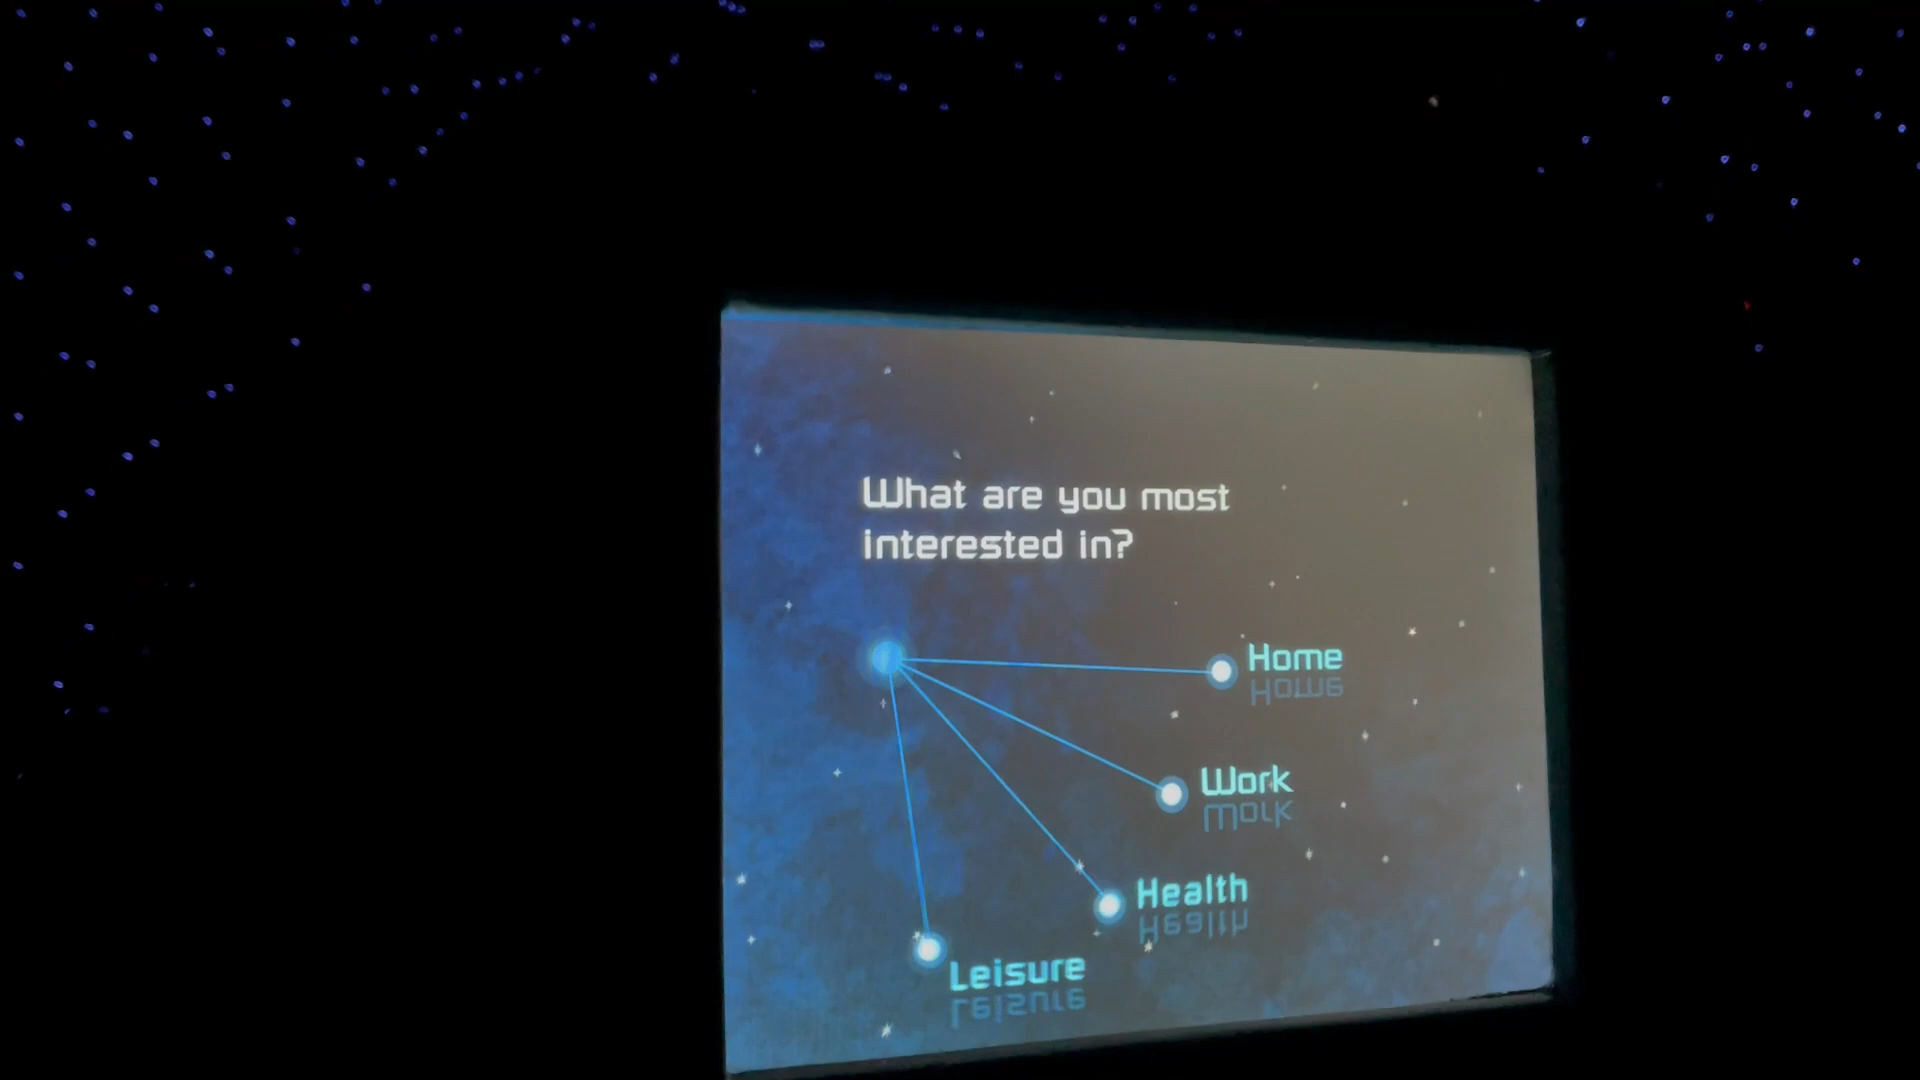 What are you most
interested in?
Home
Work
Health
Leisure